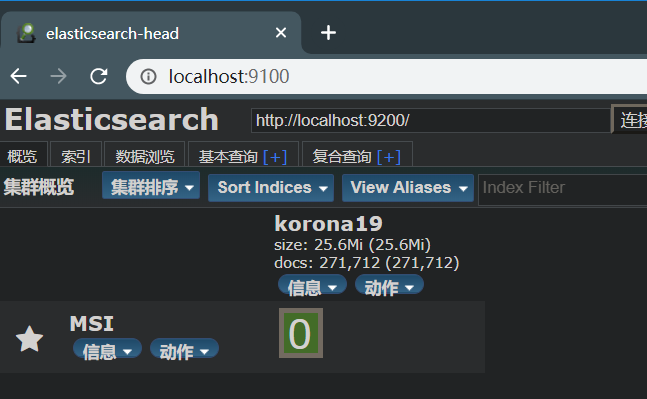 elasticsearch-head
localhost:9100
Elasticsearch http://localhost:9200/ 连接
概览 索引 数据浏览 基本查询 [+] 复合查询 [+]
集群概览 集群排序 Sort Indices View Aliases Index Filter
korona19
size: 25.6Mi (25.6Mi)
docs: 271,712 (271,712)
信息 动作
MSI
信息 动作
0